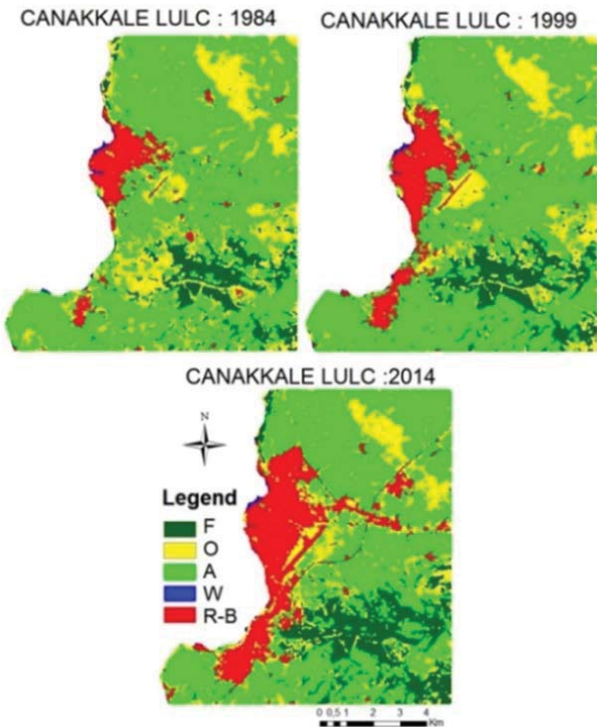 CANAKKALE LULC : 1984
CANAKKALE LULC : 1999
CANAKKALE LULC :2014
N
Legend
F
O
A
W
R-B
0 0,5 1 2 3 4
Km